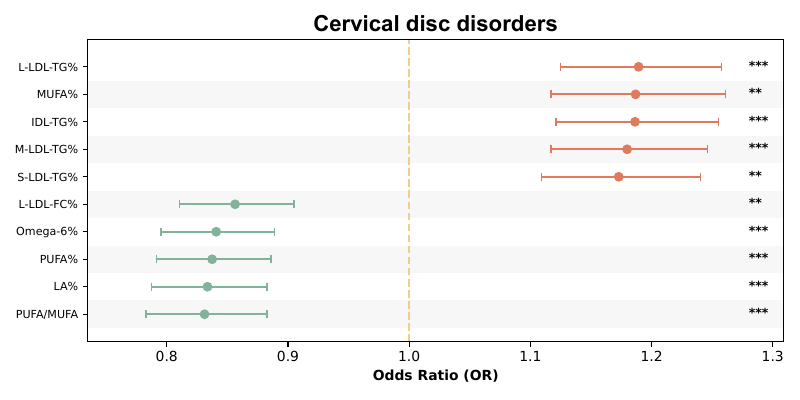 Cervical disc disorders
L-LDL-TG% ***
MUFA% **
IDL-TG% ***
M-LDL-TG% ***
S-LDL-TG% **
L-LDL-FC% **
Omega-6% ***
PUFA% ***
LA% ***
PUFA/MUFA ***
0.8 0.9 1.0 1.1 1.2 1.3
Odds Ratio (OR)